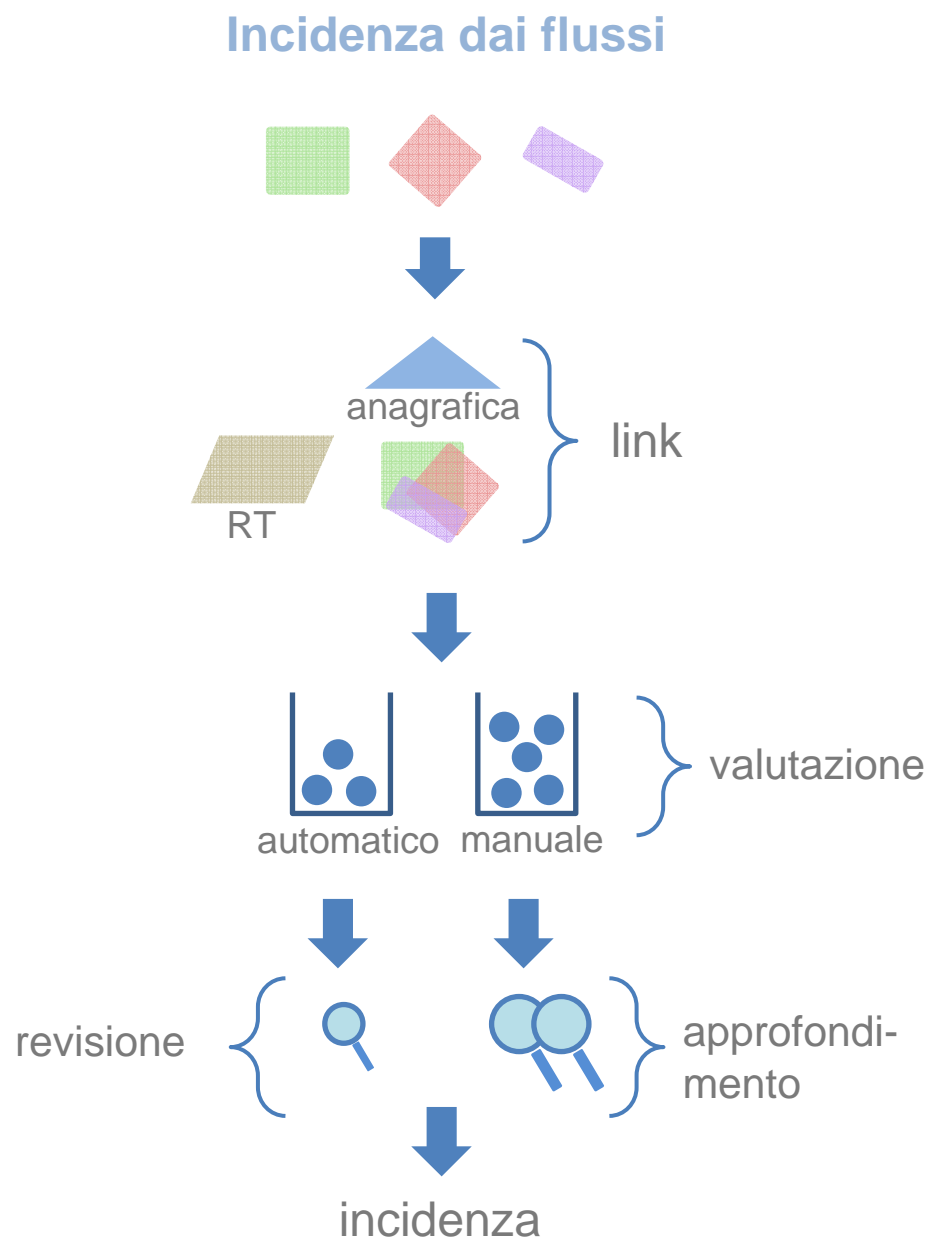 Incidenza dai flussi
anagrafica
link
RT
valutazione
automatico
manuale
revisione
approfondi-
mento
incidenza